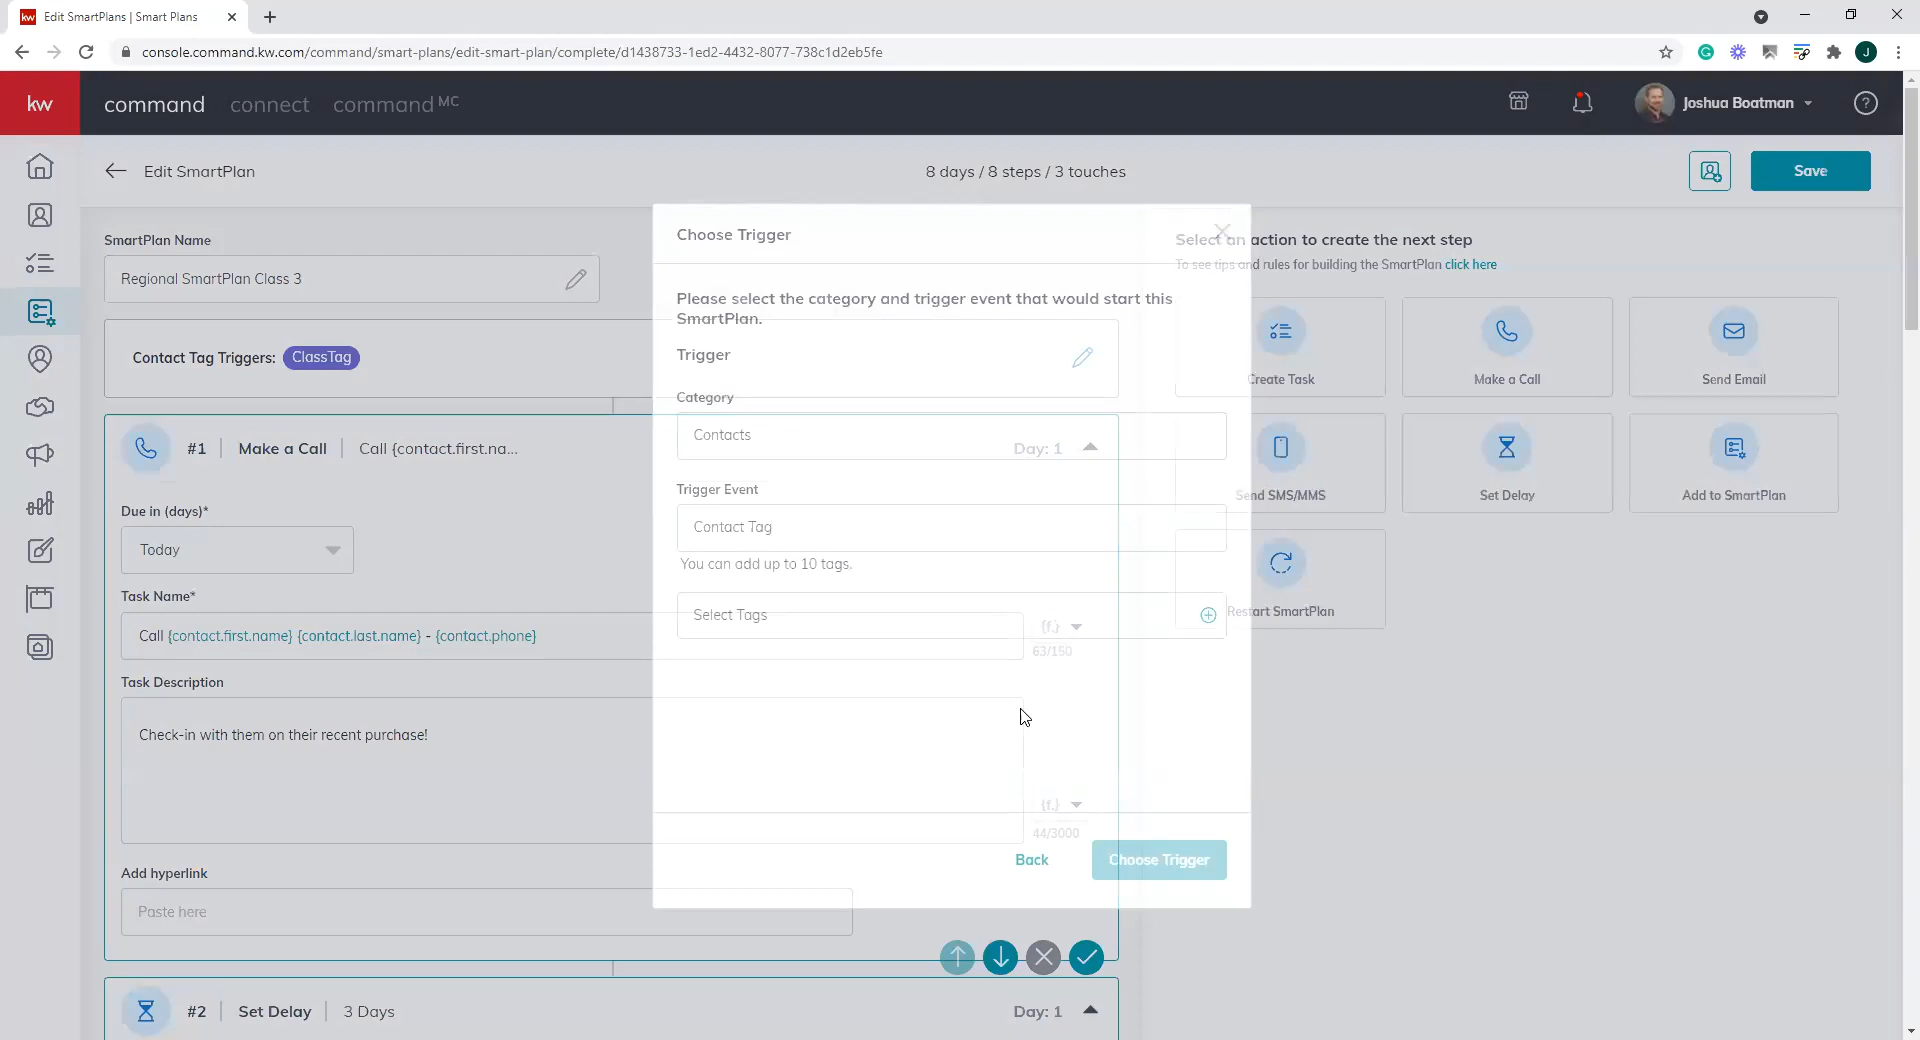 Edit SmartPlans | Smart Plans
console.command.kw.com/command/smart-plans/edit-smart-plan/complete/d1438733-1ed2-4432-8077-738c1d2eb5fe
J
kw
command connect command MC
Joshua Boatman
Edit SmartPlan
8 days / 8 steps / 3 touches
Save
SmartPlan Name
Regional SmartPlan Class 3
Contact Tag Triggers: ClassTag
#1 Make a Call Call {contact.first.na...
Day: 1
Due in (days)*
Today
Task Name*
Call {contact.first.name} {contact.last.name} - {contact.phone}
{f.}
63/150
Task Description
Check-in with them on their recent purchase!
{f.}
44/3000
Add hyperlink
Paste here
#2 Set Delay 3 Days
Day: 1
Choose Trigger
Please select the category and trigger event that would start this
SmartPlan.
Trigger
Category
Contacts
Trigger Event
Contact Tag
You can add up to 10 tags.
Select Tags
Back
Choose Trigger
Select an action to create the next step
To see tips and rules for building the SmartPlan click here
Create Task
Make a Call
Send Email
Send SMS/MMS
Set Delay
Add to SmartPlan
Restart SmartPlan